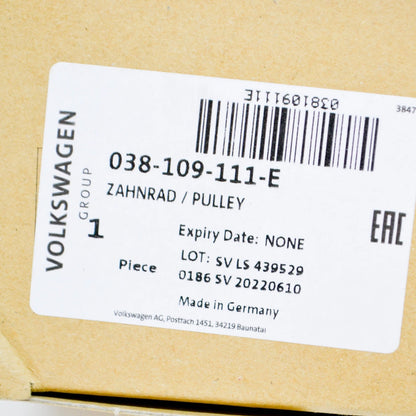 038109111E
3847
038-109-111-E
ZAHNRAD / PULLEY
VOLKSWAGEN
GROUP
1
Piece
Expiry Date: NONE
LOT: SV LS 439529
0186 SV 20220610
EAC
Made in Germany
Volkswagen AG, Postfach 1451, 34219 Baunatal